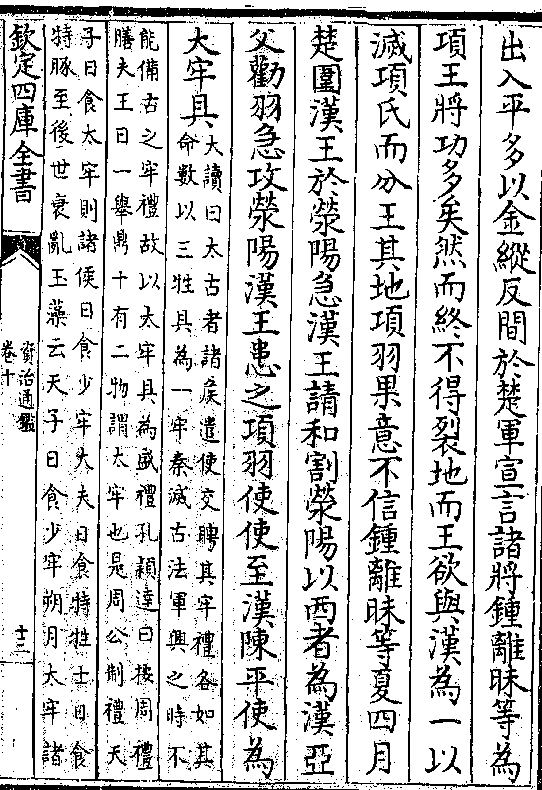 出入平多以金縱反間於楚軍宣言諸將鍾離昧等為
項王將功多矣然而終不得裂地而王欲與漢為一以
滅項氏而分王其地項羽果意不信鍾離昧等夏四月
楚圍漢王於滎陽急漢王請和割滎陽以西者為漢亞
父勸羽急攻滎陽漢王患之項羽使使至漢陳平使為
大牢具
大讀曰太古者諸侯遣使交聘其牢禮各如其
命數以三牲具為一牢秦滅古法軍興之時不
能備古之牢禮故以太牢具為盛禮孔穎達曰按周禮
膳夫王日一舉鼎十有二物謂太牢也是周公制禮天
子日食太牢則諸侯日食少牢大夫日食特牲士日食
特豚至後世衰亂玉藻云天子日食少牢朔月太牢諸
欽定四庫全書
資治通鑑
卷十
十三